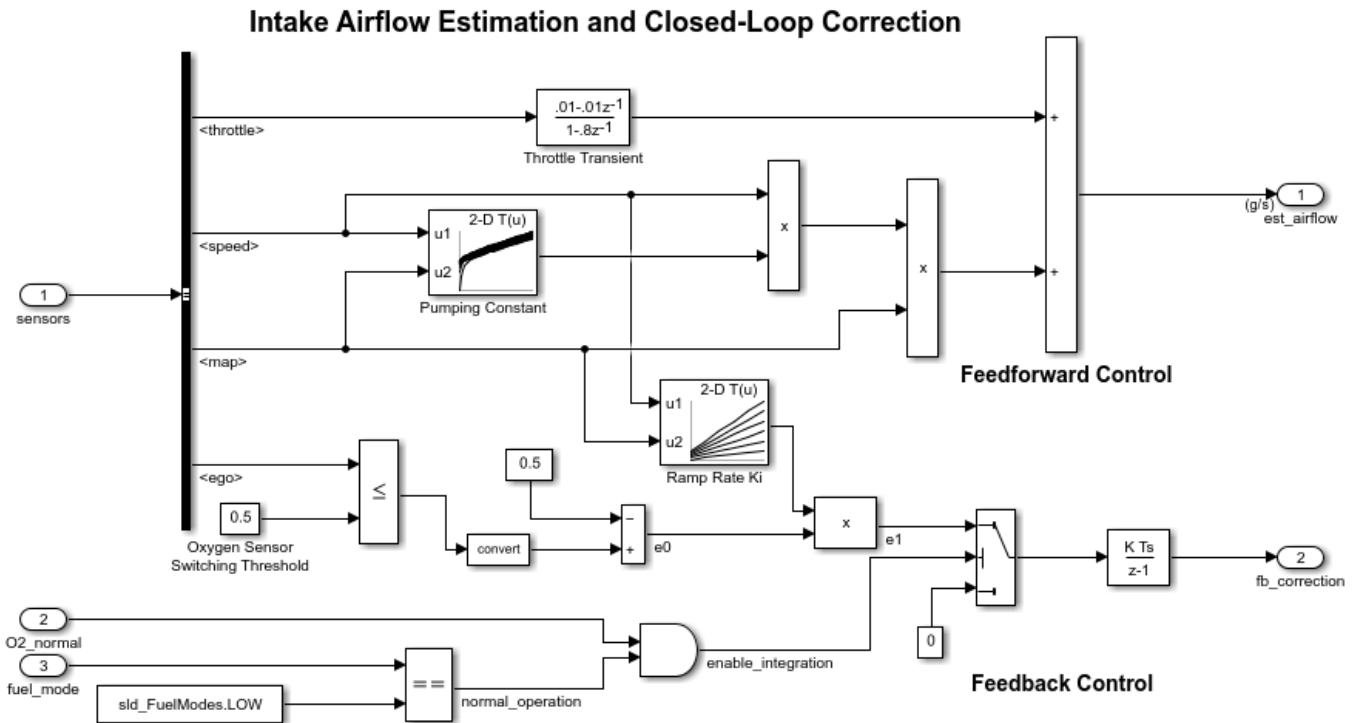 Intake Airflow Estimation and Closed-Loop Correction
<throttle>
.01-.01z⁻¹
1-.8z⁻¹
Throttle Transient
+
<speed>
2-D T(u)
u1
u2
Pumping Constant
x
x
+
(g/s)
1
est_airflow
1
sensors
<map>
Feedforward Control
2-D T(u)
u1
u2
Ramp Rate Ki
<ego>
0.5
Oxygen Sensor
Switching Threshold
≤
convert
0.5
−
+
e0
x
e1
0
K Ts
z-1
2
fb_correction
2
O2_normal
3
fuel_mode
sld_FuelModes.LOW
==
normal_operation
enable_integration
Feedback Control